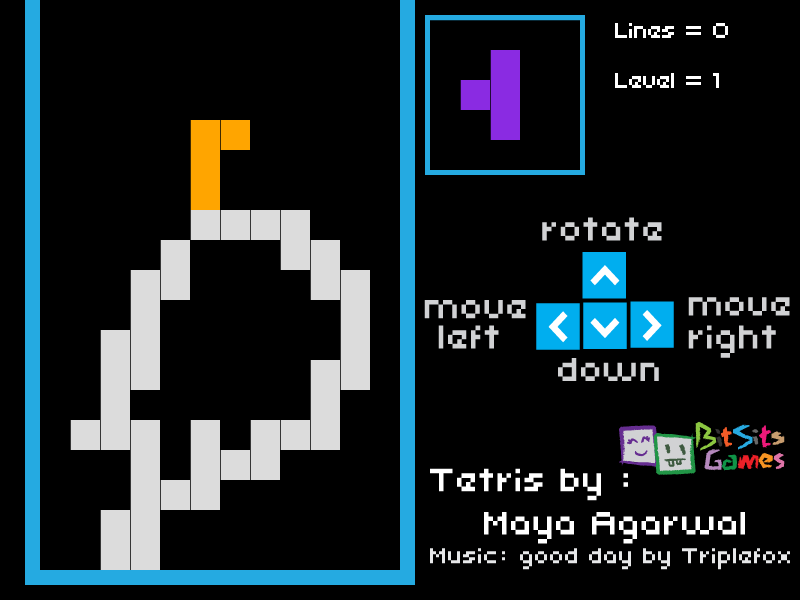 Lines = 0
Level = 1
rotate
move left
move right
down
BitSits
Games
Tetris by :
Maya Agarwal
Music: good day by Triplefox